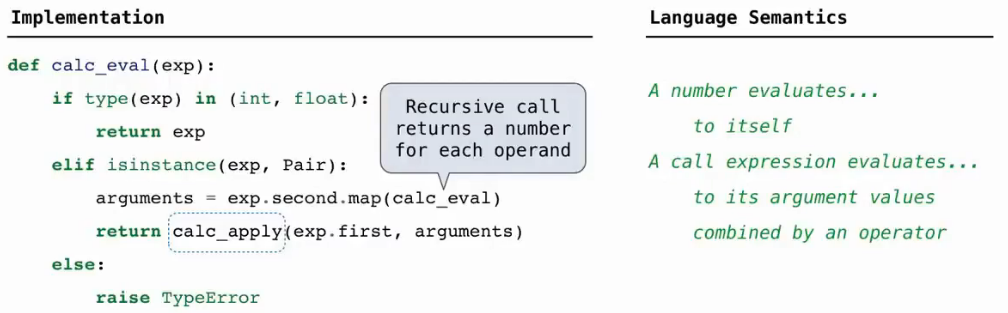 Implementation
def calc_eval(exp):
if type(exp) in (int, float):
return exp
elif isinstance(exp, Pair):
arguments = exp.second.map(calc_eval)
return calc_apply(exp.first, arguments)
else:
raise TypeError
Recursive call
returns a number
for each operand
Language Semantics
A number evaluates...
to itself
A call expression evaluates...
to its argument values
combined by an operator